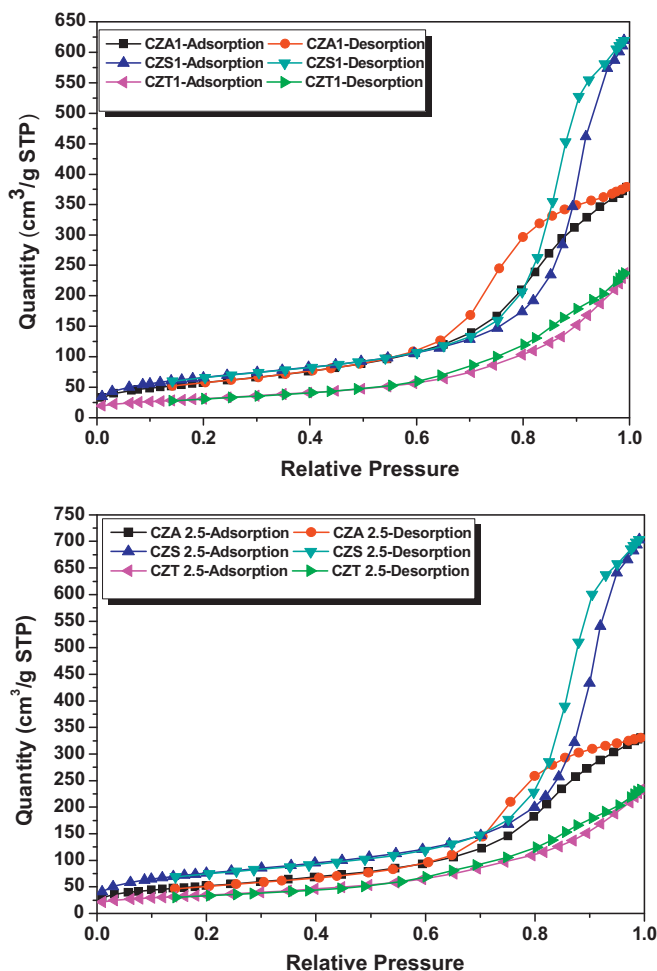 650
600
550
500
450
400
350
300
250
200
150
100
50
0
Quantity (cm³/g STP)
CZA1-Adsorption CZA1-Desorption
CZS1-Adsorption CZS1-Desorption
CZT1-Adsorption CZT1-Desorption
0.0 0.2 0.4 0.6 0.8 1.0
Relative Pressure
750
700
650
600
550
500
450
400
350
300
250
200
150
100
50
0
Quantity (cm³/g STP)
CZA 2.5-Adsorption CZA 2.5-Desorption
CZS 2.5-Adsorption CZS 2.5-Desorption
CZT 2.5-Adsorption CZT 2.5-Desorption
0.0 0.2 0.4 0.6 0.8 1.0
Relative Pressure